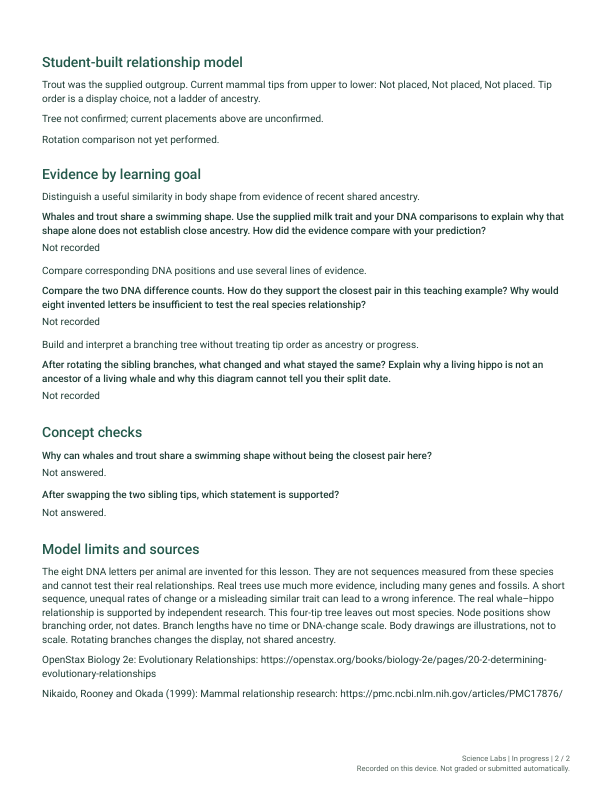 Student-built relationship model
Trout was the supplied outgroup. Current mammal tips from upper to lower: Not placed, Not placed, Not placed. Tip
order is a display choice, not a ladder of ancestry.
Tree not confirmed; current placements above are unconfirmed.
Rotation comparison not yet performed.
Evidence by learning goal
Distinguish a useful similarity in body shape from evidence of recent shared ancestry.
Whales and trout share a swimming shape. Use the supplied milk trait and your DNA comparisons to explain why that
shape alone does not establish close ancestry. How did the evidence compare with your prediction?
Not recorded
Compare corresponding DNA positions and use several lines of evidence.
Compare the two DNA difference counts. How do they support the closest pair in this teaching example? Why would
eight invented letters be insufficient to test the real species relationship?
Not recorded
Build and interpret a branching tree without treating tip order as ancestry or progress.
After rotating the sibling branches, what changed and what stayed the same? Explain why a living hippo is not an
ancestor of a living whale and why this diagram cannot tell you their split date.
Not recorded
Concept checks
Why can whales and trout share a swimming shape without being the closest pair here?
Not answered.
After swapping the two sibling tips, which statement is supported?
Not answered.
Model limits and sources
The eight DNA letters per animal are invented for this lesson. They are not sequences measured from these species
and cannot test their real relationships. Real trees use much more evidence, including many genes and fossils. A short
sequence, unequal rates of change or a misleading similar trait can lead to a wrong inference. The real whale–hippo
relationship is supported by independent research. This four-tip tree leaves out most species. Node positions show
branching order, not dates. Branch lengths have no time or DNA-change scale. Body drawings are illustrations, not to
scale. Rotating branches changes the display, not shared ancestry.
OpenStax Biology 2e: Evolutionary Relationships: https://openstax.org/books/biology-2e/pages/20-2-determining-
evolutionary-relationships
Nikaido, Rooney and Okada (1999): Mammal relationship research: https://pmc.ncbi.nlm.nih.gov/articles/PMC17876/
Science Labs | In progress | 2 / 2
Recorded on this device. Not graded or submitted automatically.